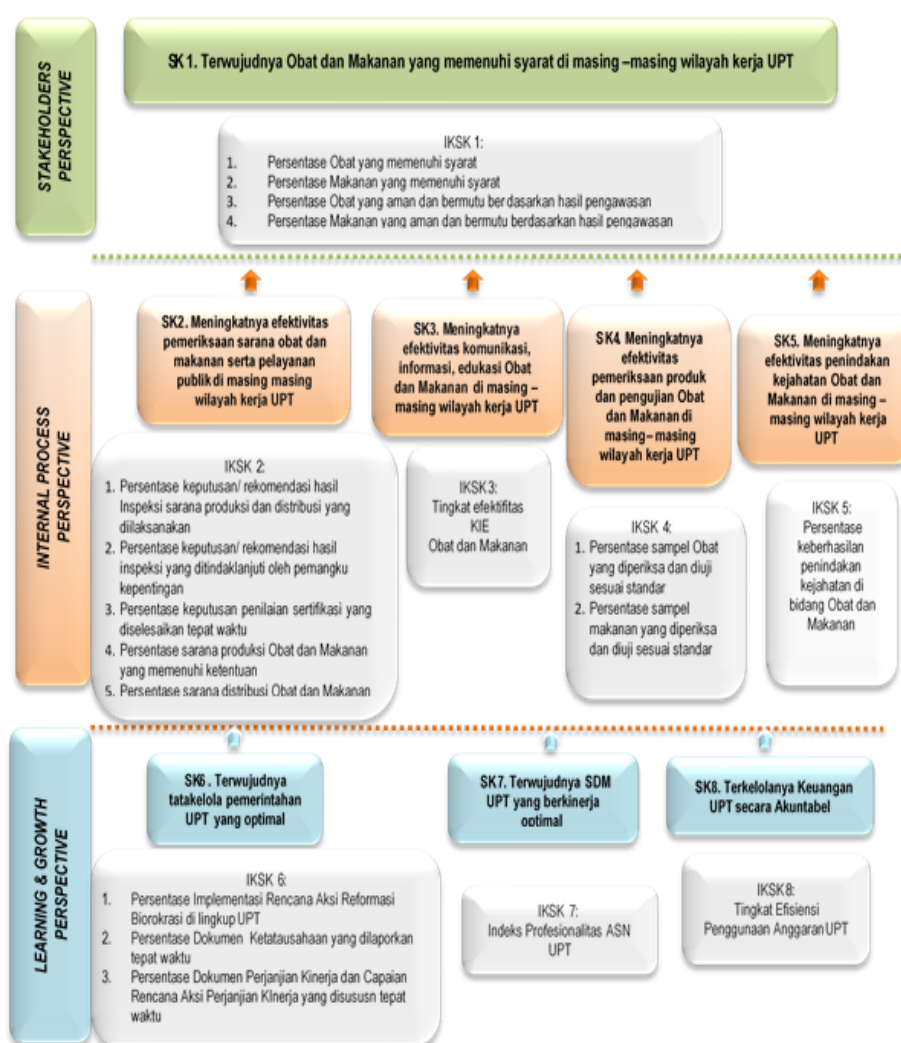 STAKEHOLDERS
PERSPECTIVE
SK 1. Terwujudnya Obat dan Makanan yang memenuhi syarat di masing –masing wilayah kerja UPT
IKSK 1:
1. Persentase Obat yang memenuhi syarat
2. Persentase Makanan yang memenuhi syarat
3. Persentase Obat yang aman dan bermutu berdasarkan hasil pengawasan
4. Persentase Makanan yang aman dan bermutu berdasarkan hasil pengawasan
INTERNAL PROCESS
PERSPECTIVE
SK2. Meningkatnya efektivitas
pemeriksaan sarana obat dan
makanan serta pelayanan
publik di masing masing
wilayah kerja UPT
IKSK 2:
1. Persentase keputusan/ rekomendasi hasil
Inspeksi sarana produksi dan distribusi yang
diilaksanakan
2. Persentase keputusan/ rekomendasi hasil
inspeksi yang ditindaklanjuti oleh pemangku
kepentingan
3. Persentase keputusan penilaian sertifikasi yang
diselesaikan tepat waktu
4. Persentase sarana produksi Obat dan Makanan
yang memenuhi ketentuan
5. Persentase sarana distribusi Obat dan Makanan
SK3. Meningkatnya
efektivitas komunikasi,
informasi, edukasi Obat
dan Makanan di masing –
masing wilayah kerja UPT
IKSK 3:
Tingkat efektifitas
KIE
Obat dan Makanan
SK4. Meningkatnya
efektivitas
pemeriksaan produk
dan pengujian Obat
dan Makanan di
masing– masing
wilayah kerja UPT
IKSK 4:
1. Persentase sampel Obat
yang diperiksa dan diuji
sesuai standar
2. Persentase sampel
makanan yang diperiksa
dan diuji sesuai standar
SK5. Meningkatnya
efektivitas penindakan
kejahatan Obat dan
Makanan di masing –
masing wilayah kerja
UPT
IKSK 5:
Persentase
keberhasilan
penindakan
kejahatan di
bidang Obat dan
Makanan
LEARNING & GROWTH
PERSPECTIVE
SK6 . Terwujudnya
tatakelola pemerintahan
UPT yang optimal
IKSK 6:
1. Persentase Implementasi Rencana Aksi Reformasi
Biorokrasi di lingkup UPT
2. Persentase Dokumen Ketatausahaan yang dilaporkan
tepat waktu
3. Persentase Dokumen Perjanjian Kinerja dan Capaian
Rencana Aksi Perjanjian KInerja yang disususn tepat
waktu
SK7. Terwujudnya SDM
UPT yang berkinerja
optimal
IKSK 7:
Indeks Profesionalitas ASN
UPT
SK8. Terkelolanya Keuangan
UPT secara Akuntabel
IKSK 8:
Tingkat Efisiensi
Penggunaan Anggaran UPT